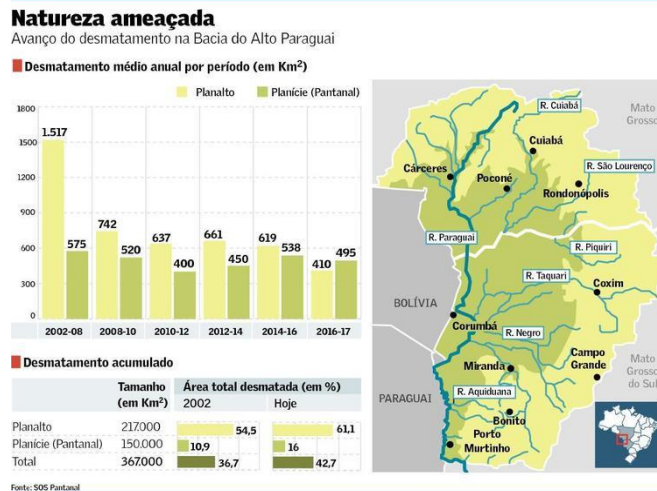 Natureza ameaçada
Avanço do desmatamento na Bacia do Alto Paraguai
Desmatamento médio anual por período (em Km²)
Planalto
Planície (Pantanal)
1800
1500
1200
900
600
300
0
1.517
575
742
520
637
400
661
450
619
538
410
495
2002-08
2008-10
2010-12
2012-14
2014-16
2016-17
Desmatamento acumulado
Tamanho (em Km²)
Área total desmatada (em %)
2002
Hoje
Planalto 217.000 54,5 61,1
Planície (Pantanal) 150.000 10,9 16
Total 367.000 36,7 42,7
Fonte: SOS Pantanal
R. Cuiabá
Mato
Grosso
Cuiabá
Cárceres
Poconé
R. São Lourenço
Rondonópolis
R. Paraguai
R. Piquiri
R. Taquari
Coxim
BOLÍVIA
Corumbá
R. Negro
Miranda
Campo
Grande
Mato
Grosso
do Sul
PARAGUAI
R. Aquiduana
Bonito
Porto
Murtinho